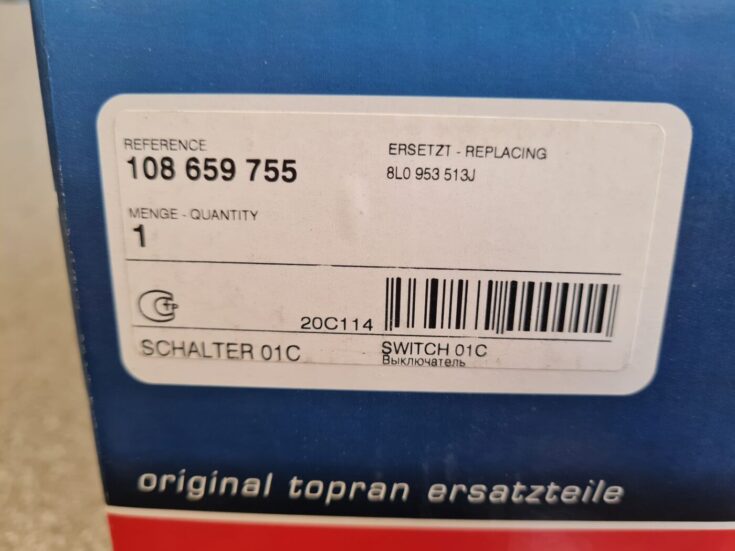 REFERENCE
108 659 755
ERSETZT - REPLACING
8L0 953 513J
MENGE - QUANTITY
1
20C114
SCHALTER 01C
SWITCH 01C
Выключатель
original topran ersatzteile